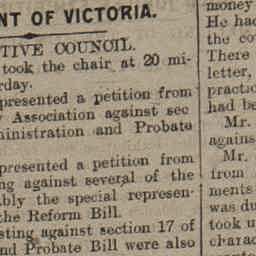 NT OF VICTORIA.
TIVE COUNCIL.
took the chair at 20 mi-
rday.
presented a petition from
Association against sec
ministration and Probate
presented a petition from
ng against several of the
ably the special represen-
the Reform Bill.
sting against section 17 of
nd Probate Bill were also
money
He had
the co
There
letter,
practic
had be
Mr.
agains
Mr.
from
ments
was du
took u
charac